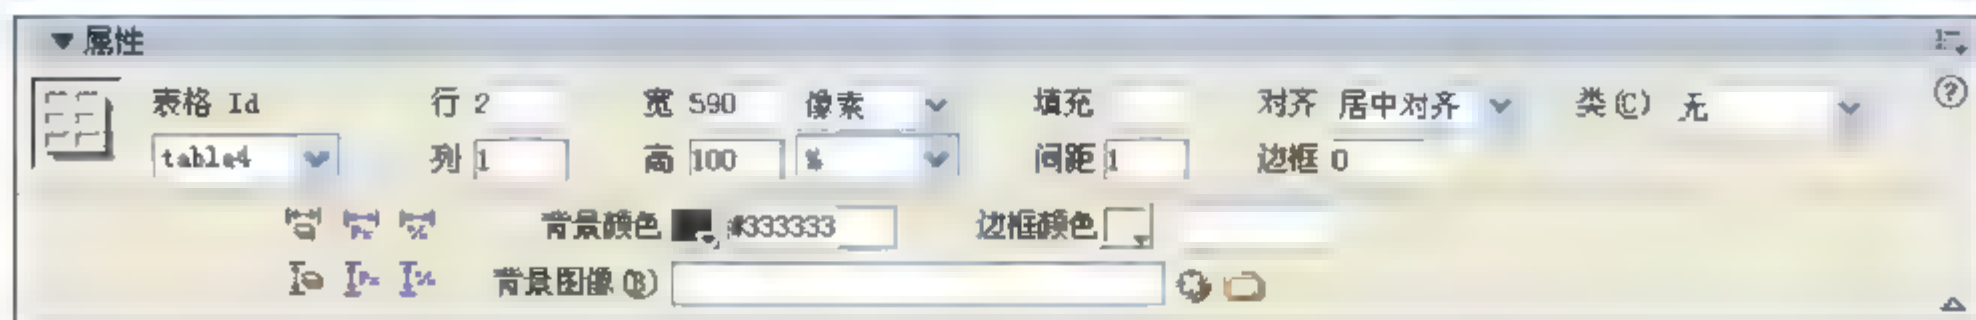 属性
表格 Id 行 2 宽 590 像素 填充 对齐 居中对齐 类(C) 无
table4 列 1 高 100 % 间距 1 边框 0
背景颜色 #333333 边框颜色
背景图像(B)